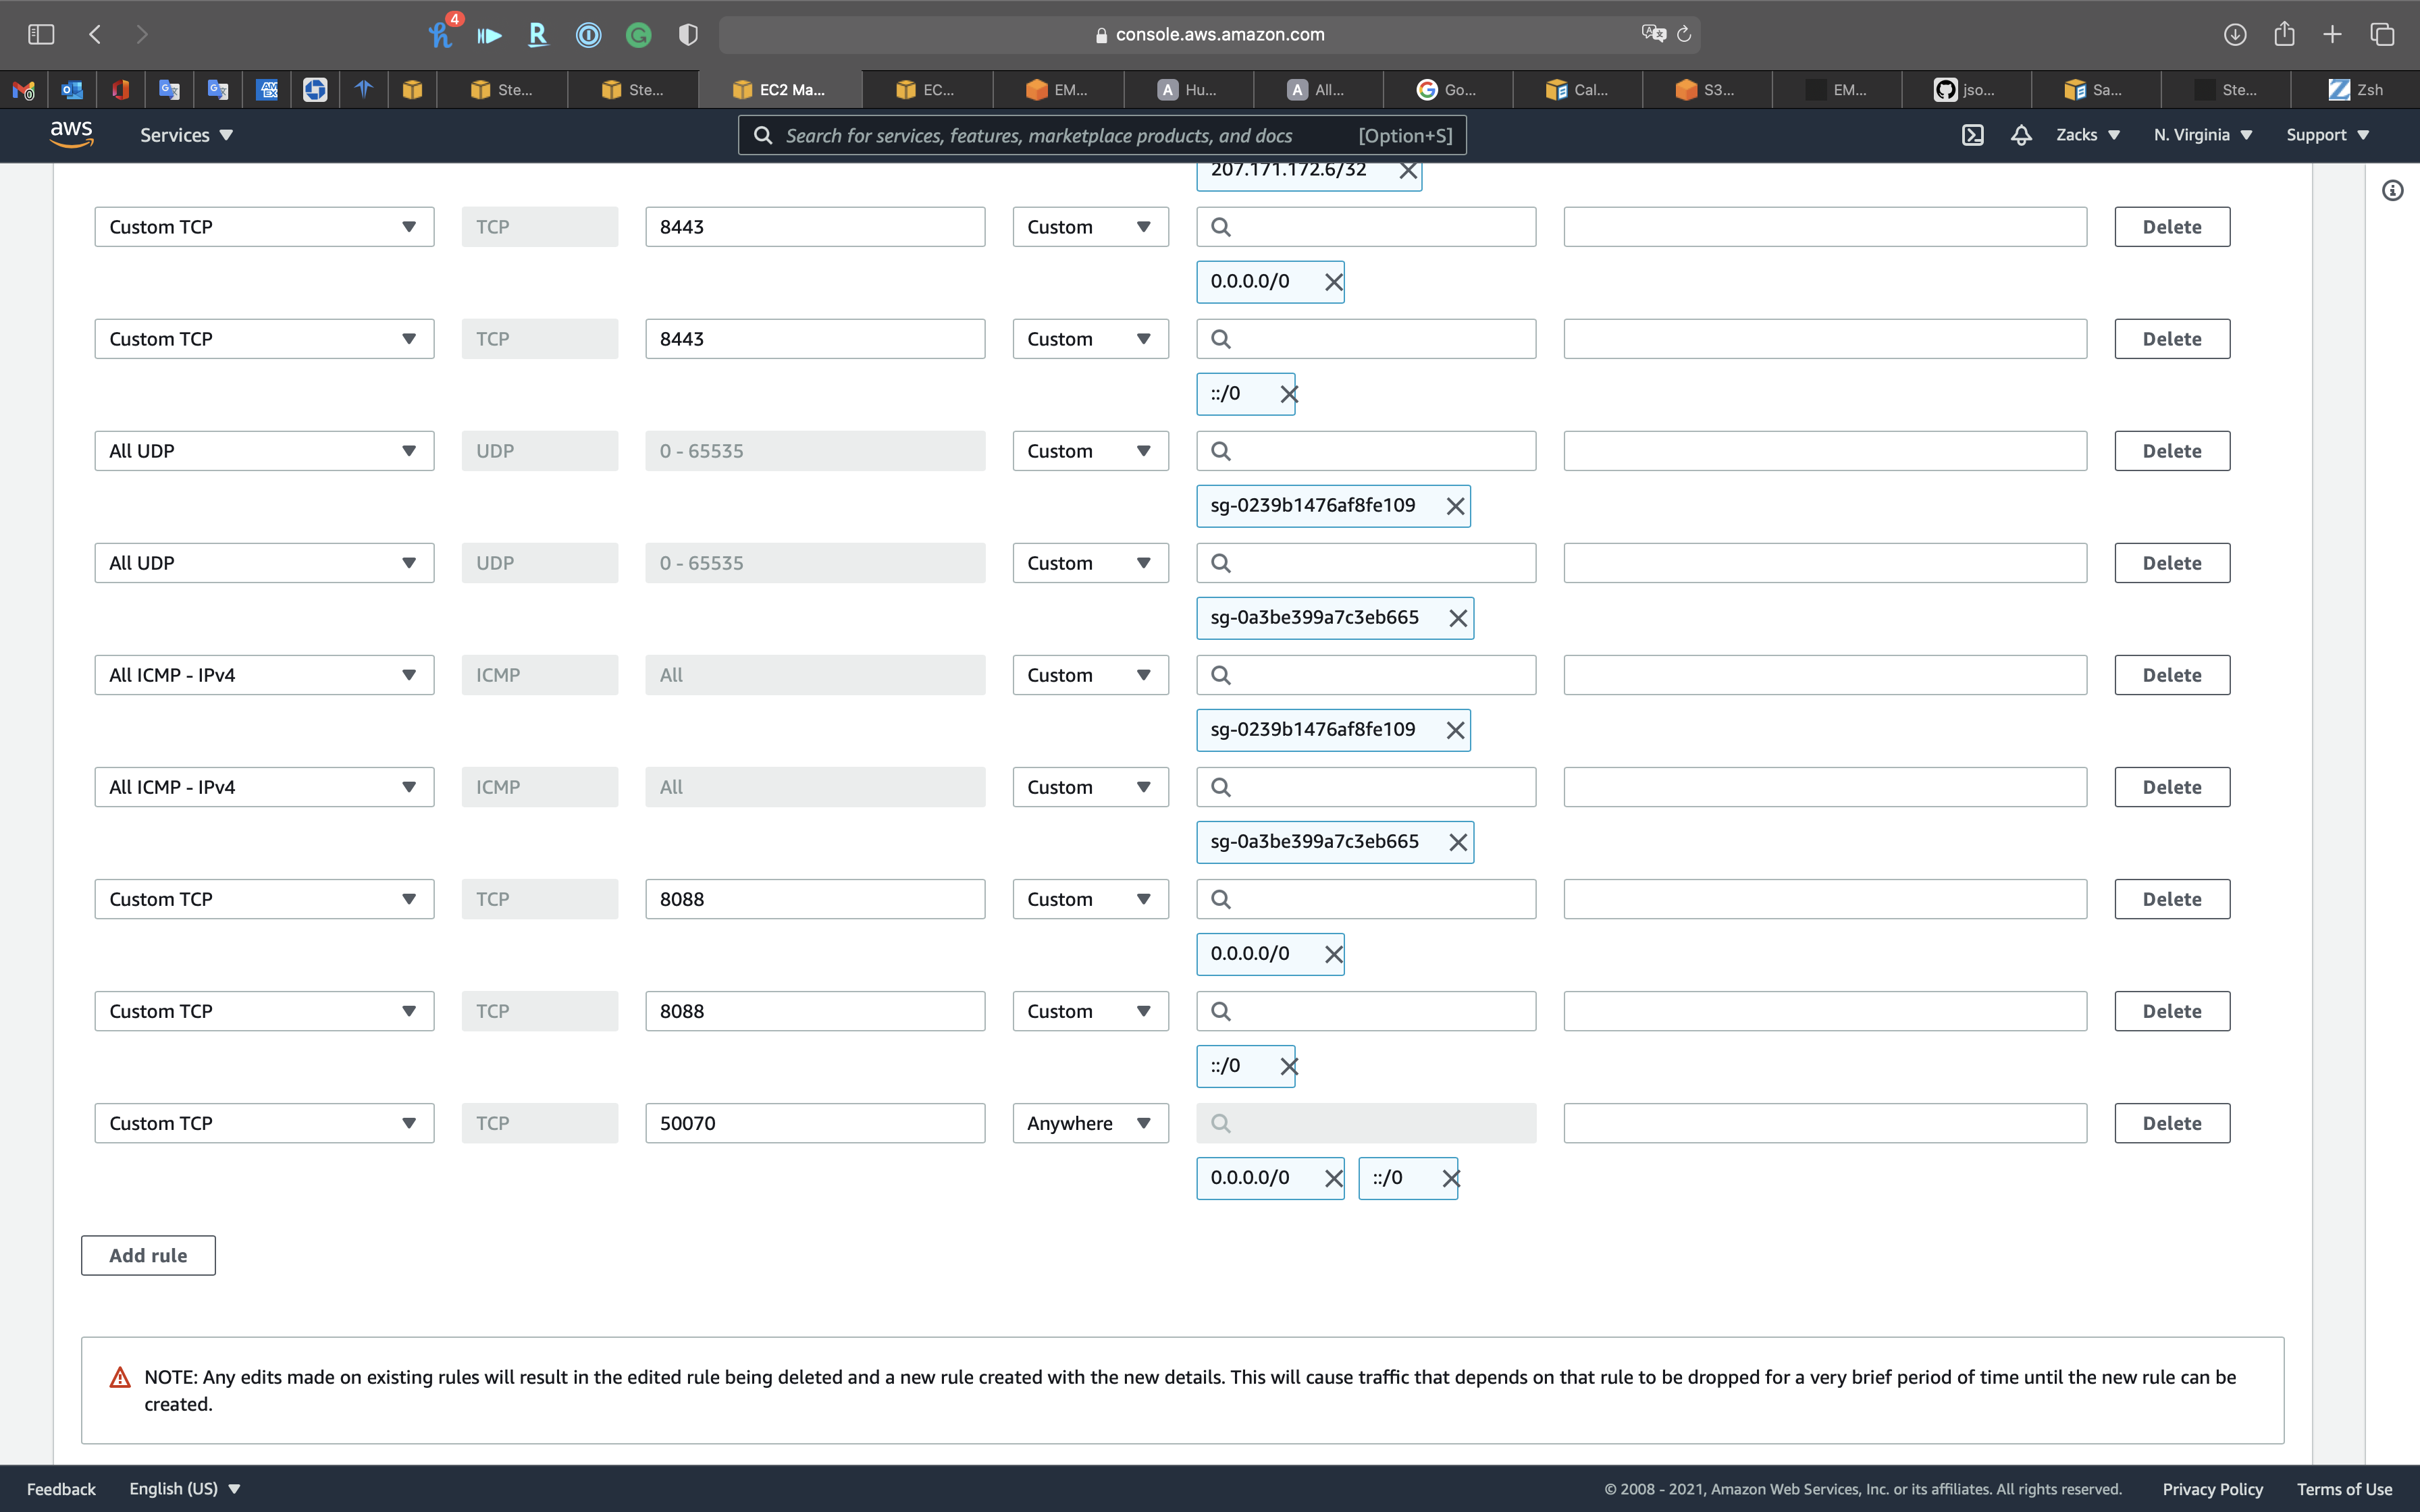 4
console.aws.amazon.com
Ste... Ste... EC2 Ma... EC... EM... Hu... All... Go... Cal... S3... EM... jso... Sa... Ste... Zsh
aws Services Search for services, features, marketplace products, and docs [Option+S] Zacks N. Virginia Support
207.171.172.6/32
Custom TCP TCP 8443 Custom Delete
0.0.0.0/0
Custom TCP TCP 8443 Custom Delete
::/0
All UDP UDP 0 - 65535 Custom Delete
sg-0239b1476af8fe109
All UDP UDP 0 - 65535 Custom Delete
sg-0a3be399a7c3eb665
All ICMP - IPv4 ICMP All Custom Delete
sg-0239b1476af8fe109
All ICMP - IPv4 ICMP All Custom Delete
sg-0a3be399a7c3eb665
Custom TCP TCP 8088 Custom Delete
0.0.0.0/0
Custom TCP TCP 8088 Custom Delete
::/0
Custom TCP TCP 50070 Anywhere Delete
0.0.0.0/0 ::/0
Add rule
NOTE: Any edits made on existing rules will result in the edited rule being deleted and a new rule created with the new details. This will cause traffic that depends on that rule to be dropped for a very brief period of time until the new rule can be
created.
Feedback English (US) © 2008 - 2021, Amazon Web Services, Inc. or its affiliates. All rights reserved. Privacy Policy Terms of Use